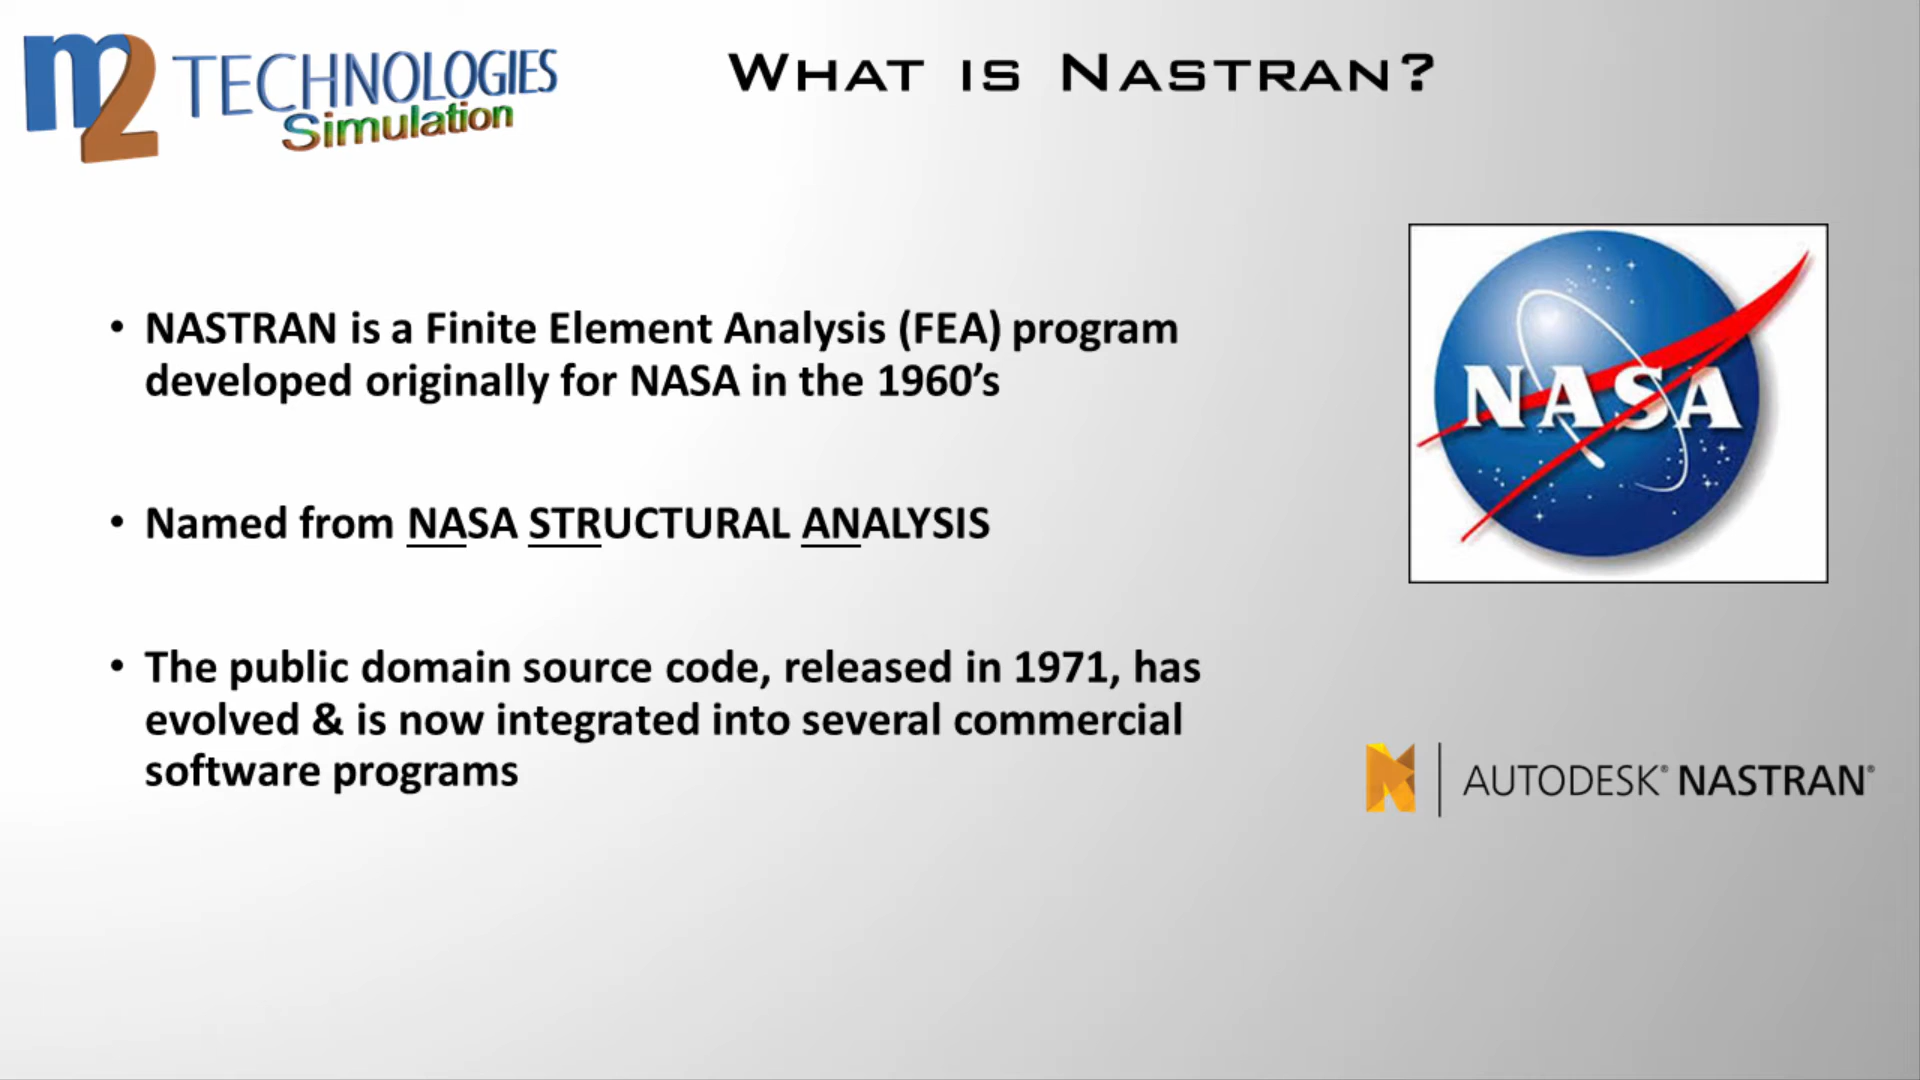 m2 TECHNOLOGIES
Simulation
WHAT IS NASTRAN?
• NASTRAN is a Finite Element Analysis (FEA) program
developed originally for NASA in the 1960’s
• Named from NASA STRUCTURAL ANALYSIS
• The public domain source code, released in 1971, has
evolved & is now integrated into several commercial
software programs
NASA
AUTODESK® NASTRAN®